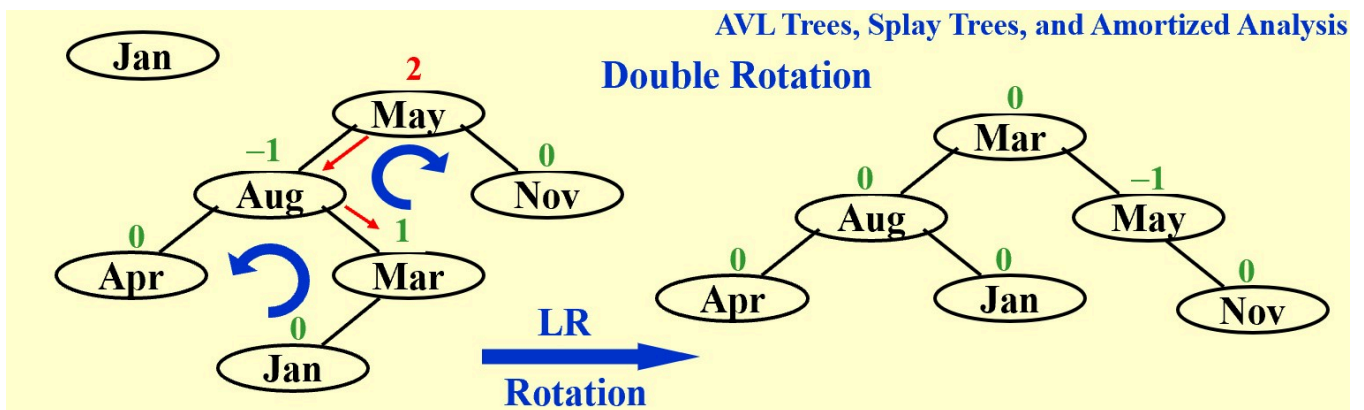 AVL Trees, Splay Trees, and Amortized Analysis
Jan
Double Rotation
2
May
–1
Aug
0
Nov
0
Apr
1
Mar
0
Jan
LR
Rotation
0
Mar
0
Aug
–1
May
0
Apr
0
Jan
0
Nov